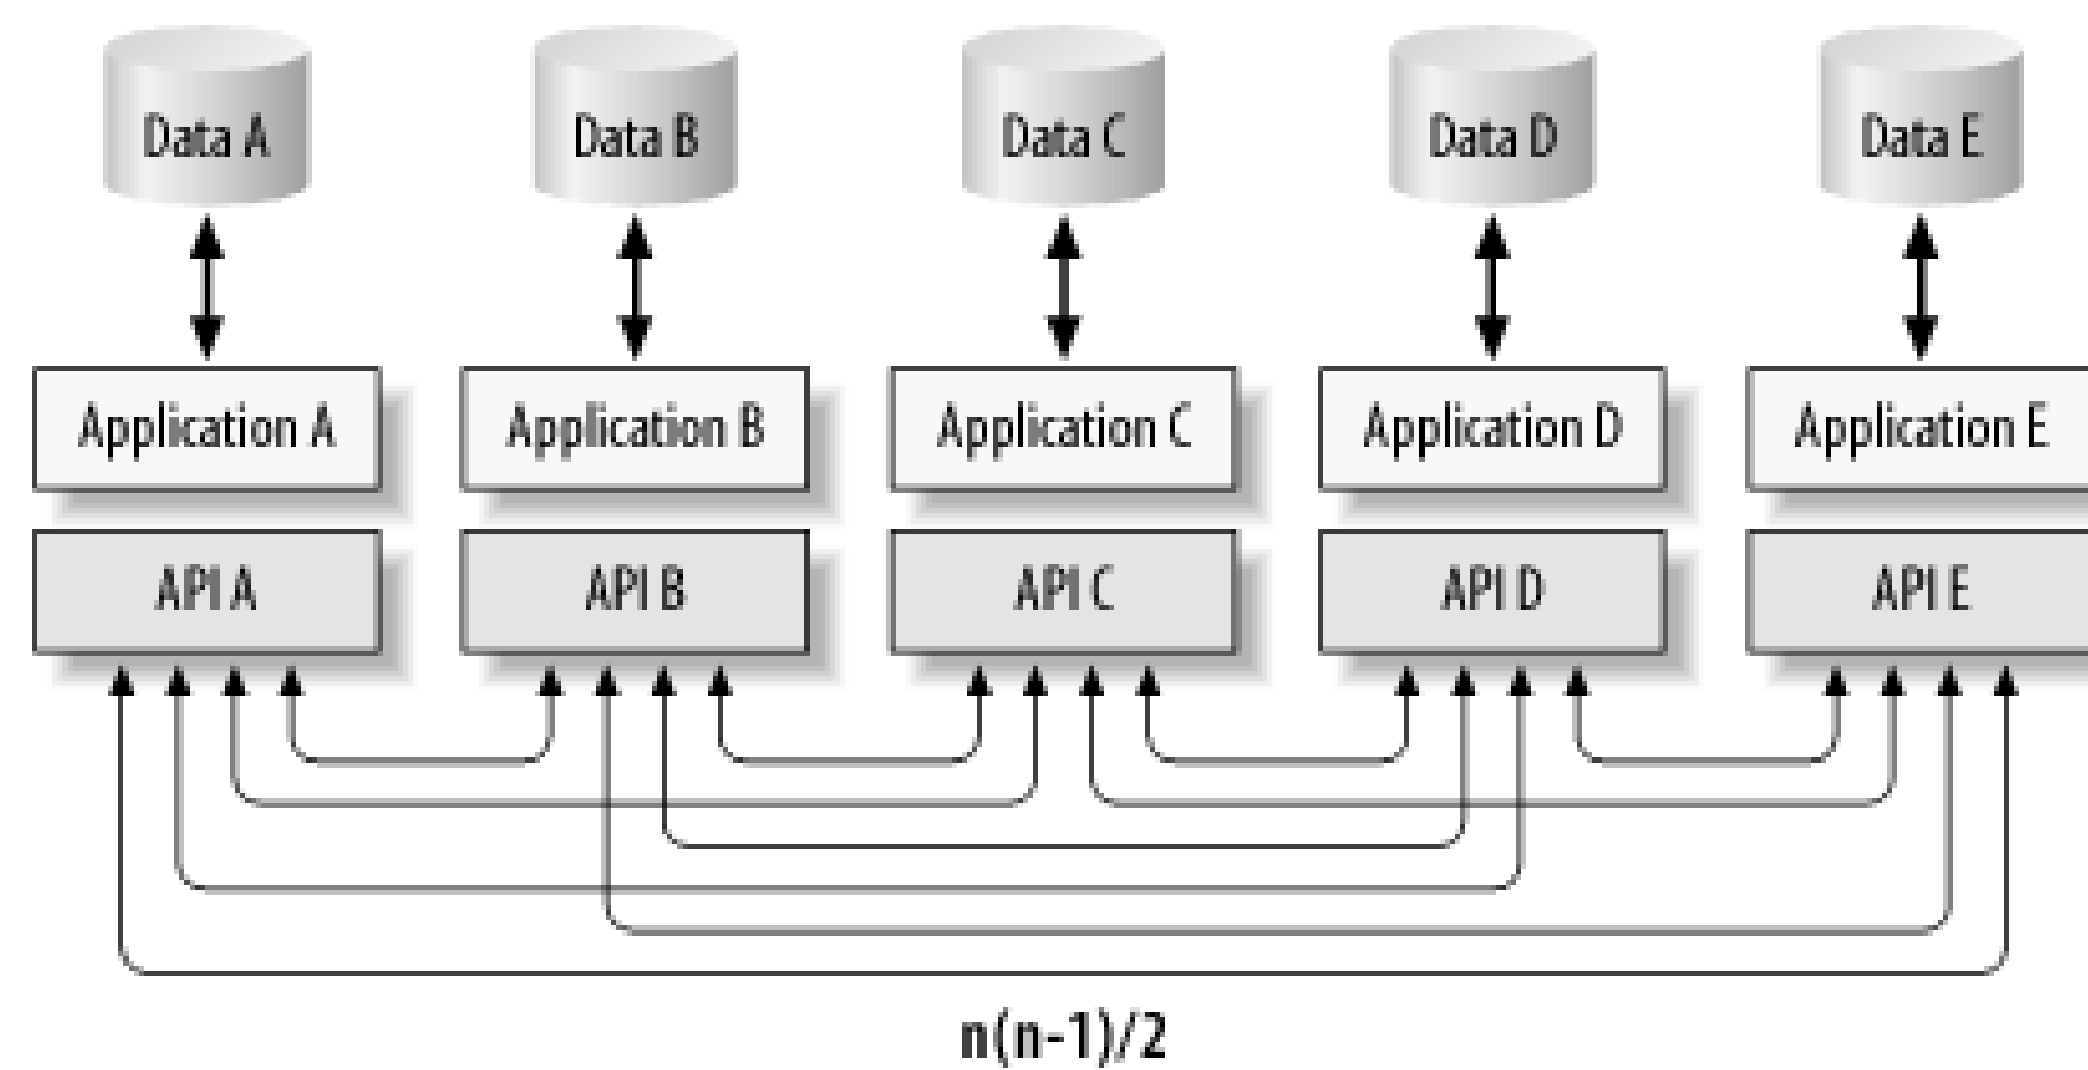 Data A Data B Data C Data D Data E
Application A Application B Application C Application D Application E
API A API B API C API D API E
n(n-1)/2